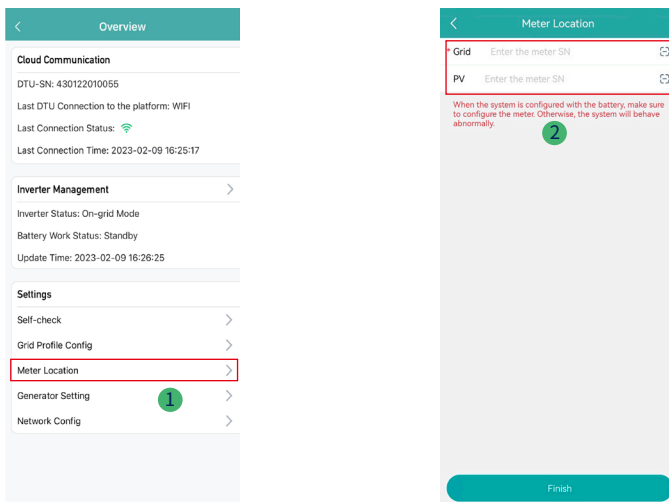 Overview
Cloud Communication
DTU-SN: 430122010055
Last DTU Connection to the platform: WIFI
Last Connection Status:
Last Connection Time: 2023-02-09 16:25:17
Inverter Management
Inverter Status: On-grid Mode
Battery Work Status: Standby
Update Time: 2023-02-09 16:26:25
Settings
Self-check
Grid Profile Config
Meter Location
Generator Setting
1
Network Config
Meter Location
* Grid Enter the meter SN
PV Enter the meter SN
When the system is configured with the battery, make sure
to configure the meter. Otherwise, the system will behave
abnormally.
2
Finish